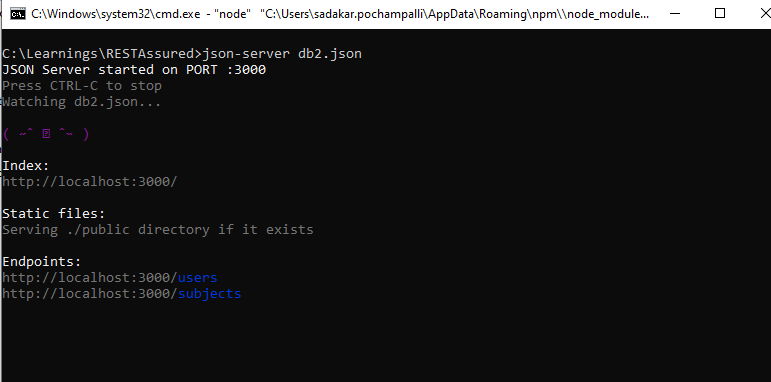 C:\Windows\system32\cmd.exe - "node" "C:\Users\sadakar.pochampalli\AppData\Roaming\npm\\node_module...
C:\Learnings\RESTAssured>json-server db2.json
JSON Server started on PORT :3000
Press CTRL-C to stop
Watching db2.json...
( ˶ˆ ᗜ ˆ˵ )
Index:
http://localhost:3000/
Static files:
Serving ./public directory if it exists
Endpoints:
http://localhost:3000/users
http://localhost:3000/subjects